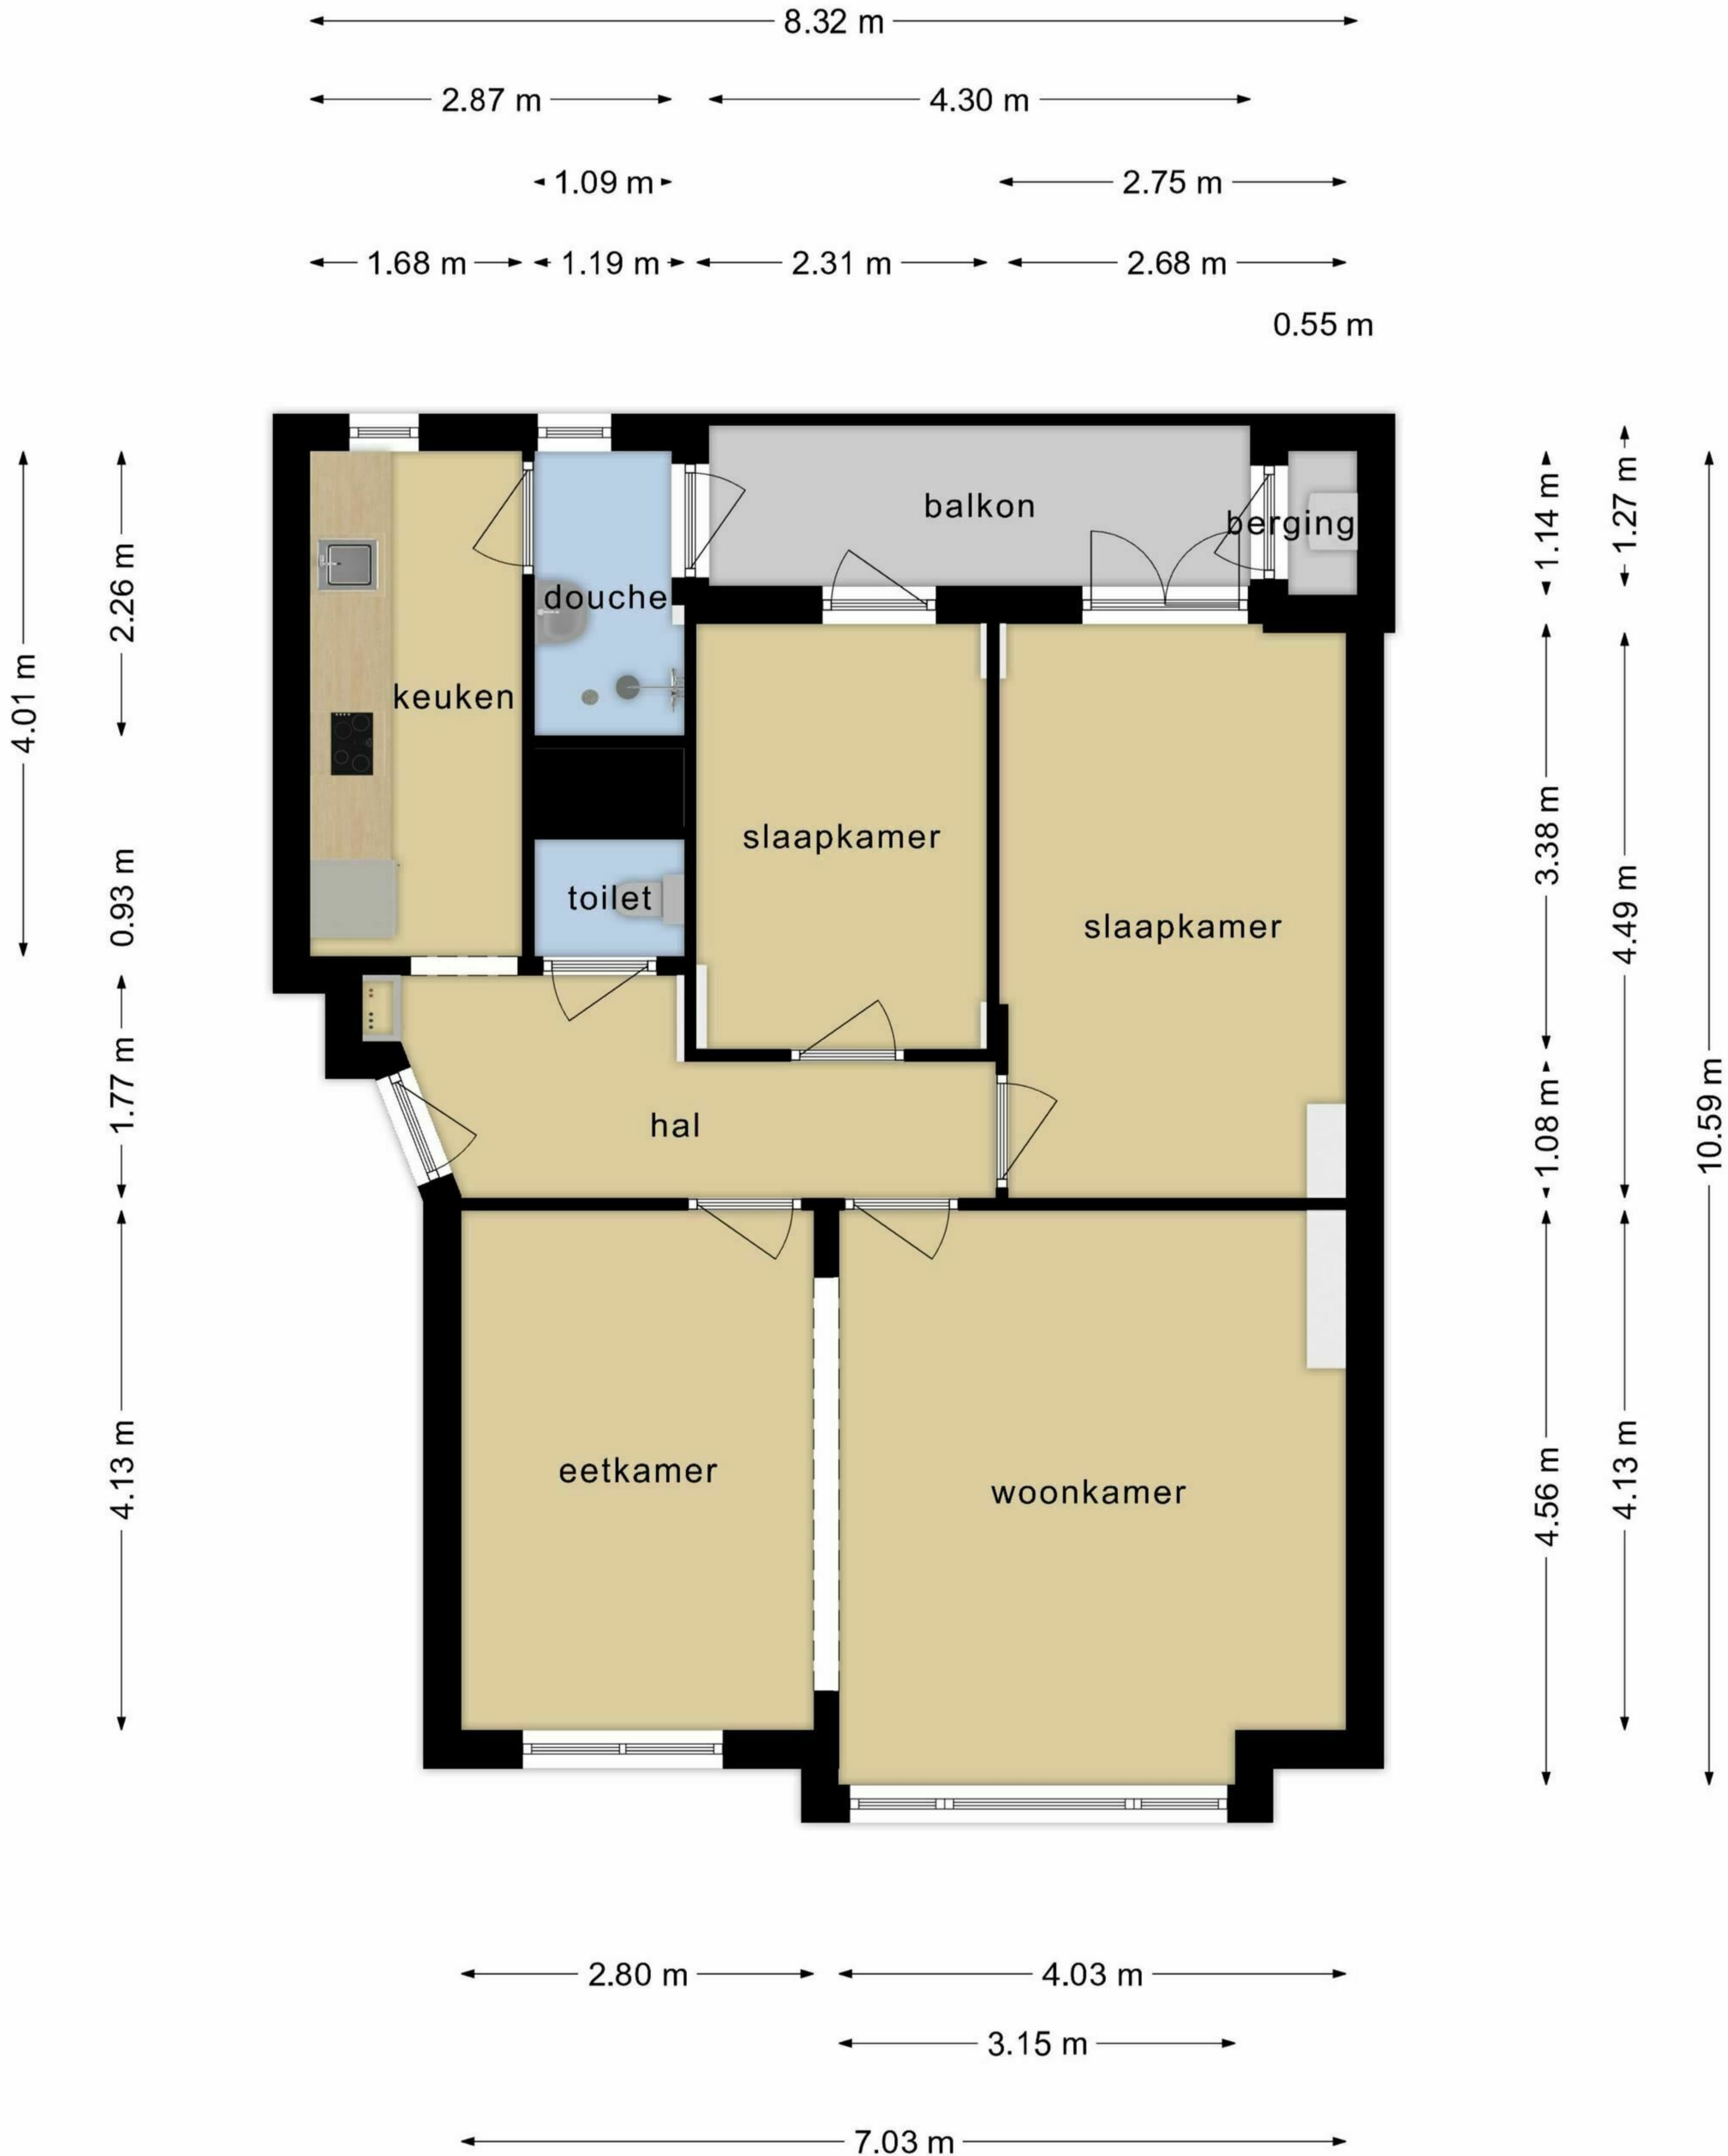 8.32 m
2.87 m
4.30 m
1.09 m
2.75 m
1.68 m
1.19 m
2.31 m
2.68 m
0.55 m
4.01 m
2.26 m
0.93 m
1.77 m
4.13 m
balkon
berging
douche
keuken
slaapkamer
toilet
slaapkamer
hal
eetkamer
woonkamer
1.14 m
1.27 m
3.38 m
4.49 m
1.08 m
10.59 m
4.56 m
4.13 m
2.80 m
4.03 m
3.15 m
7.03 m